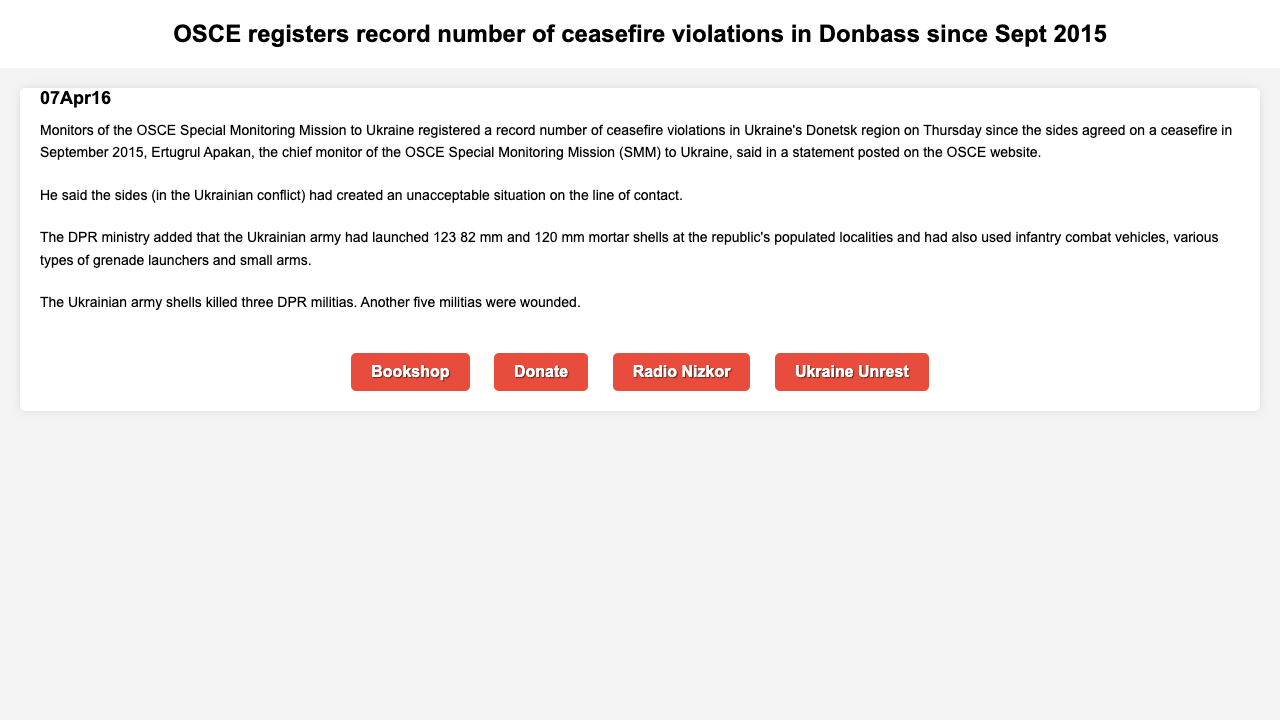 OSCE registers record number of ceasefire violations in Donbass since Sept 2015
07Apr16
Monitors of the OSCE Special Monitoring Mission to Ukraine registered a record number of ceasefire violations in Ukraine's Donetsk region on Thursday since the sides agreed on a ceasefire in
September 2015, Ertugrul Apakan, the chief monitor of the OSCE Special Monitoring Mission (SMM) to Ukraine, said in a statement posted on the OSCE website.
He said the sides (in the Ukrainian conflict) had created an unacceptable situation on the line of contact.
The DPR ministry added that the Ukrainian army had launched 123 82 mm and 120 mm mortar shells at the republic's populated localities and had also used infantry combat vehicles, various
types of grenade launchers and small arms.
The Ukrainian army shells killed three DPR militias. Another five militias were wounded.
Bookshop Donate Radio Nizkor Ukraine Unrest